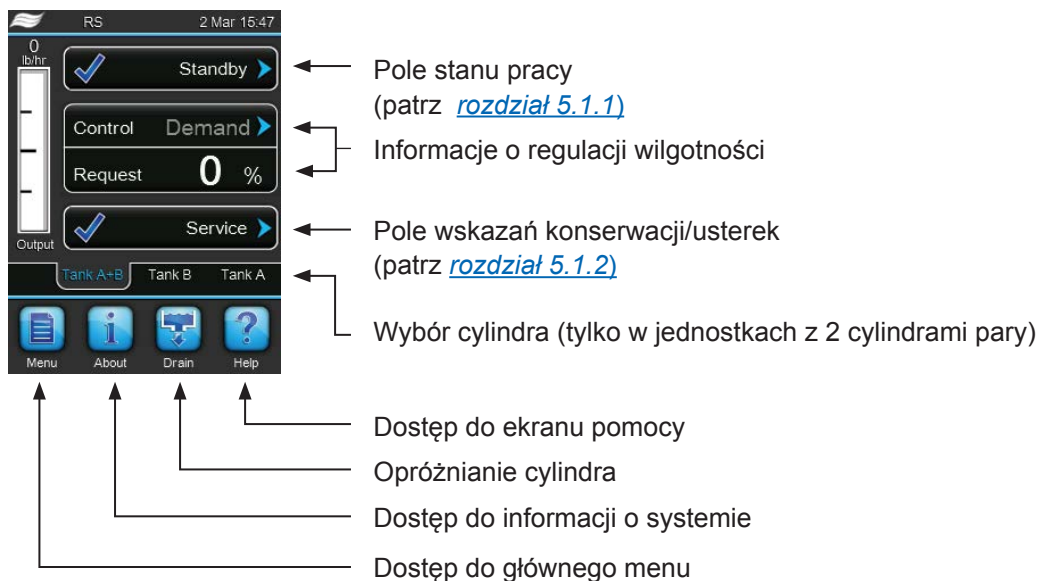 RS 2 Mar 15:47
0
lb/hr
Standby
Control Demand
Request 0 %
Service
Output
Tank A+B Tank B Tank A
Menu About Drain Help
Pole stanu pracy
(patrz rozdział 5.1.1)
Informacje o regulacji wilgotności
Pole wskazań konserwacji/usterek
(patrz rozdział 5.1.2)
Wybór cylindra (tylko w jednostkach z 2 cylindrami pary)
Dostęp do ekranu pomocy
Opróżnianie cylindra
Dostęp do informacji o systemie
Dostęp do głównego menu